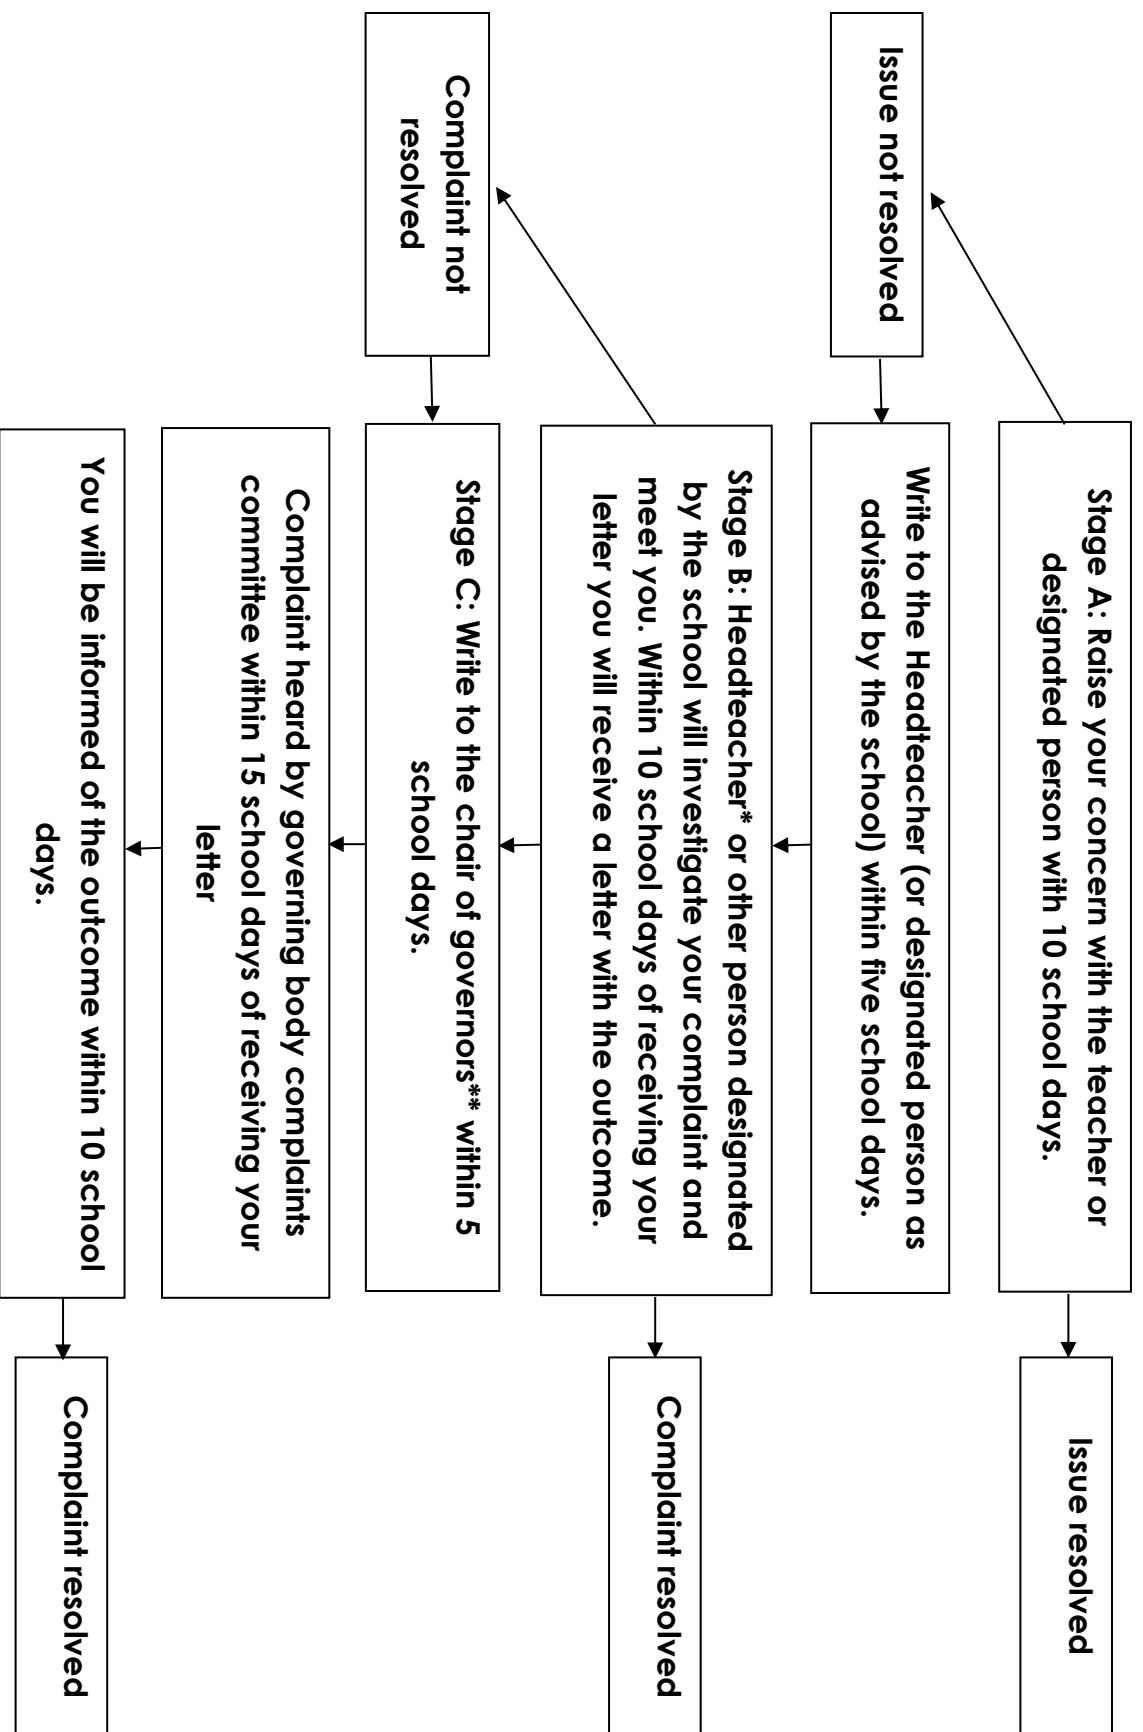 Stage A: Raise your concern with the teacher or
designated person with 10 school days.
Issue resolved
Issue not resolved
Write to the Headteacher (or designated person as
advised by the school) within five school days.
Stage B: Headteacher* or other person designated
by the school will investigate your complaint and
meet you. Within 10 school days of receiving your
letter you will receive a letter with the outcome.
Complaint resolved
Complaint not
resolved
Stage C: Write to the chair of governors** within 5
school days.
Complaint heard by governing body complaints
committee within 15 school days of receiving your
letter
You will be informed of the outcome within 10 school
days.
Complaint resolved